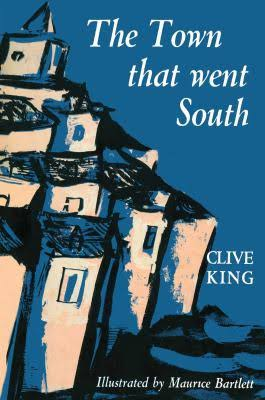 The Town
that went
South
CLIVE
KING
Illustrated by Maurice Bartlett